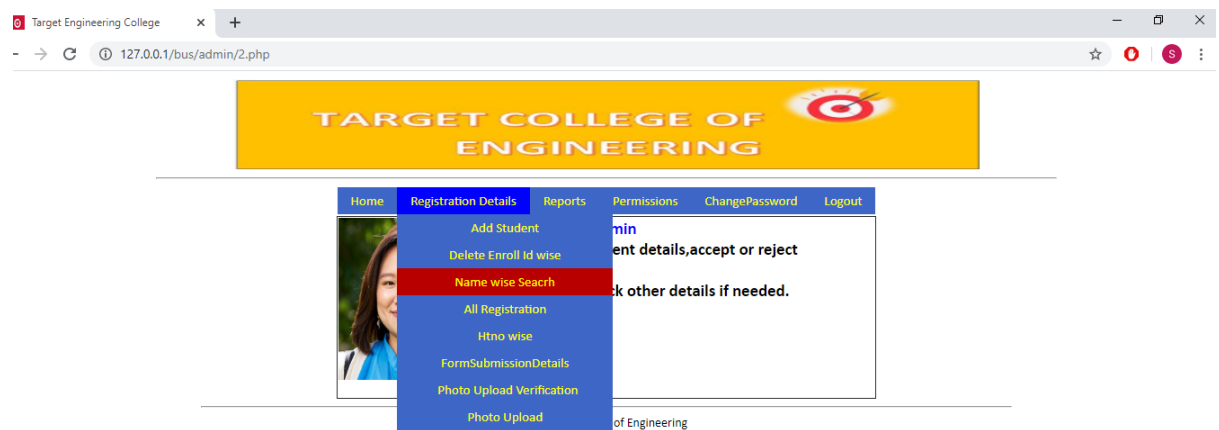 Target Engineering College
127.0.0.1/bus/admin/2.php
S
TARGET COLLEGE OF
ENGINEERING
Home Registration Details Reports Permissions ChangePassword Logout
Add Student
Delete Enroll Id wise
Name wise Seacrh
All Registration
Htno wise
FormSubmissionDetails
Photo Upload Verification
Photo Upload
ent details,accept or reject
other details if needed.
of Engineering